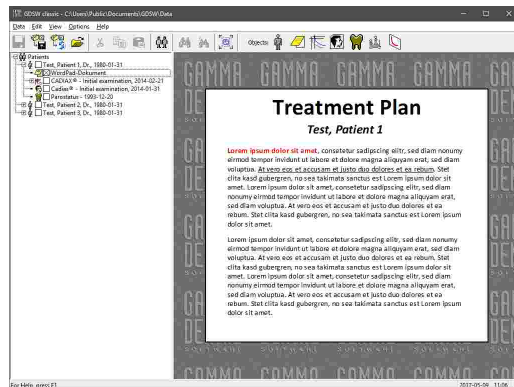 GDSW classic - C:\Users\Public\Documents\GDSW\Data
Data Edit View Options Help
Objects:
Patients
Test, Patient 1, Dr., 1980-01-31
WordPad-Dokument
CADIAX® - Initial examination, 2014-02-21
Cadias® - Initial examination, 2014-01-31
Parostatus - 1993-12-20
Test, Patient 2, Dr., 1980-01-31
Test, Patient 3, Dr., 1980-01-31
GAMMA GAMMA GAMMA GAMMA
Treatment Plan
Test, Patient 1
Lorem ipsum dolor sit amet, consetetur sadipscing elitr, sed diam nonumy
eirmod tempor invidunt ut labore et dolore magna aliquyam erat, sed diam
voluptua. At vero eos et accusam et justo duo dolores et ea rebum. Stet
clita kasd gubergren, no sea takimata sanctus est Lorem ipsum dolor sit
amet. Lorem ipsum dolor sit amet, consetetur sadipscing elitr, sed diam
nonumy eirmod tempor invidunt ut labore et dolore magna aliquyam erat,
sed diam voluptua. At vero eos et accusam et justo duo dolores et ea
rebum. Stet clita kasd gubergren, no sea takimata sanctus est Lorem ipsum
dolor sit amet.
Lorem ipsum dolor sit amet, consetetur sadipscing elitr, sed diam nonumy
eirmod tempor invidunt ut labore et dolore magna aliquyam erat, sed diam
voluptua. At vero eos et accusam et justo duo dolores et ea rebum. Stet
clita kasd gubergren, no sea takimata sanctus est Lorem ipsum dolor sit
amet. Lorem ipsum dolor sit amet, consetetur sadipscing elitr, sed diam
nonumy eirmod tempor invidunt ut labore et dolore magna aliquyam erat,
sed diam voluptua. At vero eos et accusam et justo duo dolores et ea
rebum. Stet clita kasd gubergren, no sea takimata sanctus est Lorem ipsum
dolor sit amet.
For Help, press F1
2017-05-09 11:06